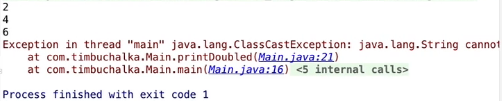 2
4
6
Exception in thread "main" java.lang.ClassCastException: java.lang.String cannot
at com.timbuchalka.Main.printDoubled(Main.java:21)
at com.timbuchalka.Main.main(Main.java:16) <5 internal calls>
Process finished with exit code 1